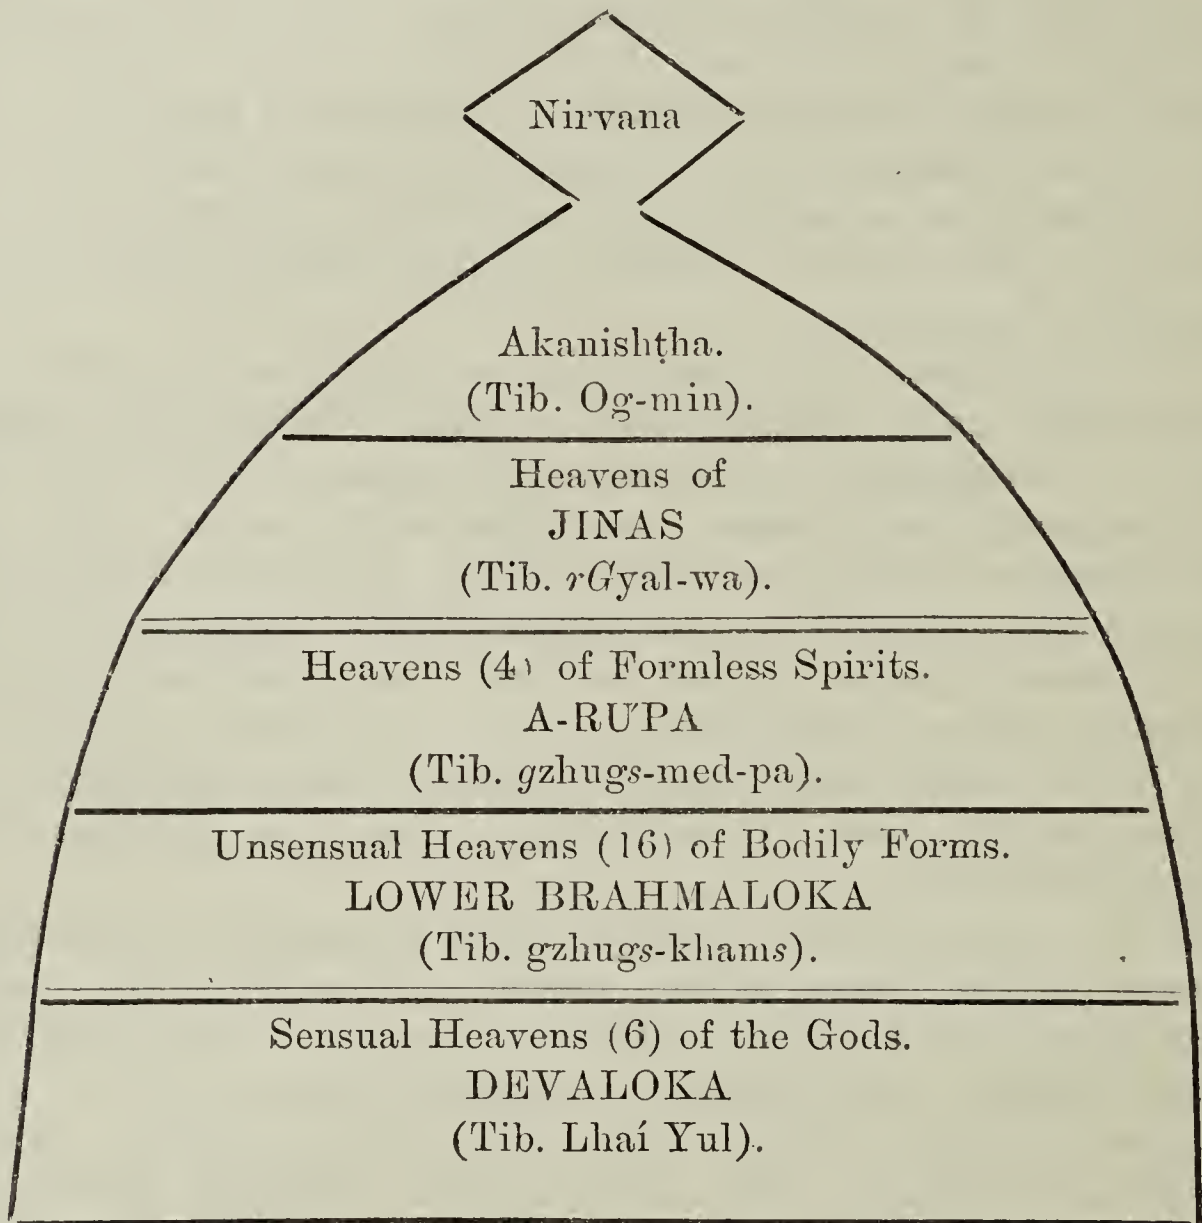 Nirvana
Akanishṭha.
(Tib. Og-min).
Heavens of
JINAS
(Tib. rGyal-wa).
Heavens (4) of Formless Spirits.
A-RU'PA
(Tib. gzhugs-med-pa).
Unsensual Heavens (16) of Bodily Forms.
LOWER BRAHMALOKA
(Tib. gzhugs-khams).
Sensual Heavens (6) of the Gods.
DEVALOKA
(Tib. Lhaí Yul).